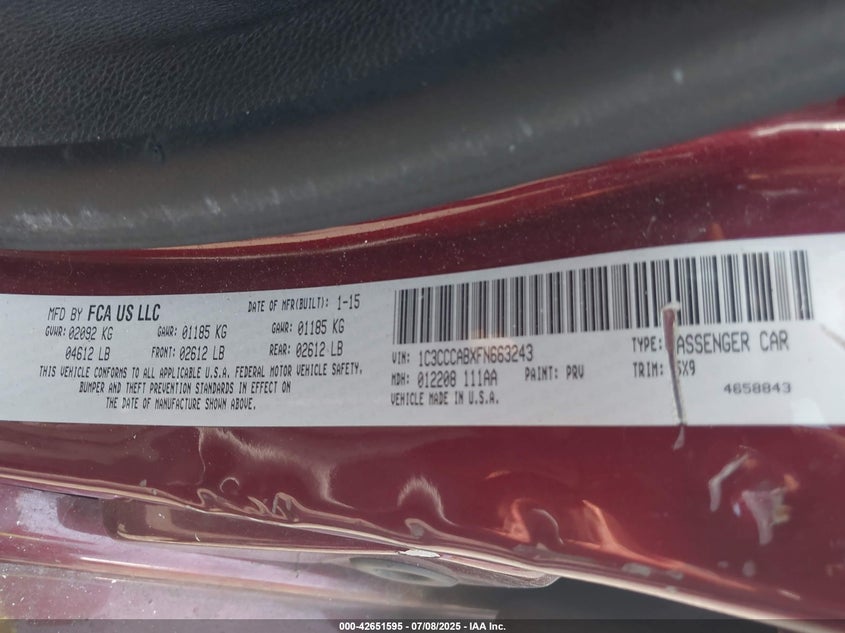 MFD BY FCA US LLC DATE OF MFR(BUILT): 1-15
GVWR: 02092 KG GAWR: 01185 KG GAWR: 01185 KG
04612 LB FRONT: 02612 LB REAR: 02612 LB
THIS VEHICLE CONFORMS TO ALL APPLICABLE U.S.A. FEDERAL MOTOR VEHICLE SAFETY,
BUMPER AND THEFT PREVENTION STANDARDS IN EFFECT ON
THE DATE OF MANUFACTURE SHOWN ABOVE.
VIN: 1C3CCCABXFN663243 TYPE: ASSENGER CAR
MDH: 012208 111AA PAINT: PRV TRIM: SX9
VEHICLE MADE IN U.S.A. 4658843
000-42651595 - 07/08/2025 - IAA Inc.